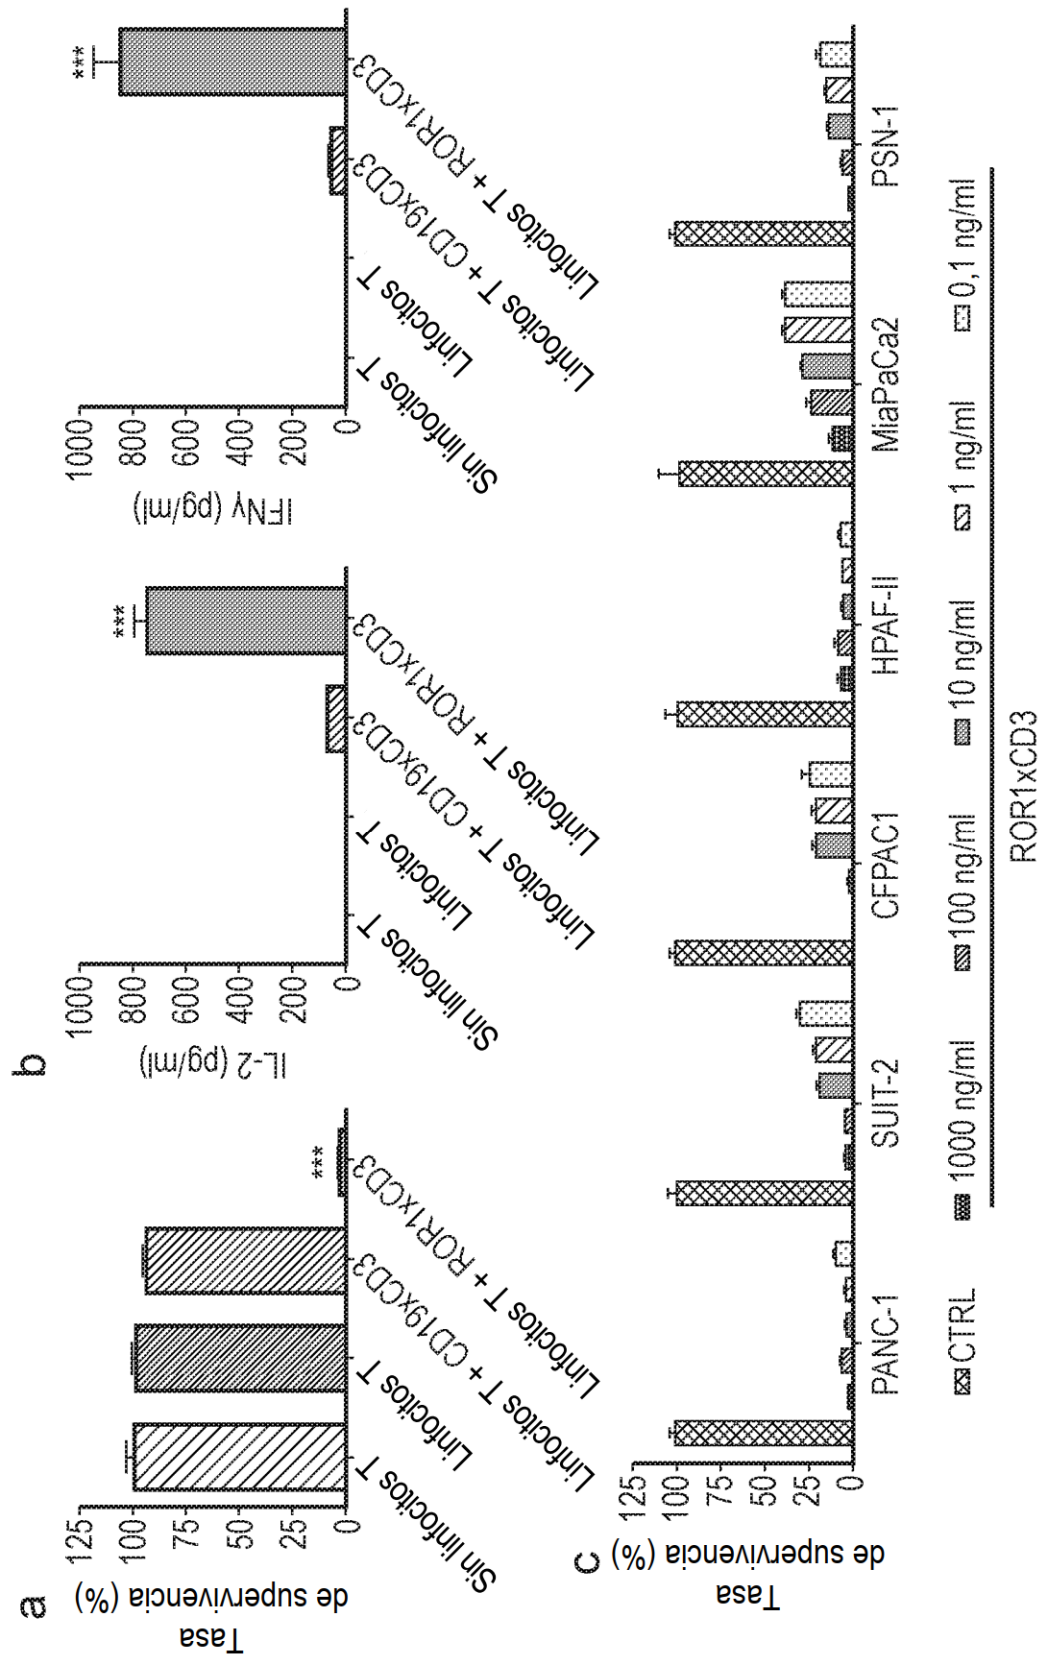 a
Tasa
de supervivencia (%)
125
100
75
50
25
0
***
Sin linfocitos T
Linfocitos T
Linfocitos T + CD19xCD3
Linfocitos T + ROR1xCD3
b
IL-2 (pg/ml)
1000
800
600
400
200
0
***
Sin linfocitos T
Linfocitos T
Linfocitos T + CD19xCD3
Linfocitos T + ROR1xCD3
IFNγ (pg/ml)
1000
800
600
400
200
0
***
Sin linfocitos T
Linfocitos T
Linfocitos T + CD19xCD3
Linfocitos T + ROR1xCD3
c
Tasa
de supervivencia (%)
125
100
75
50
25
0
PANC-1 SUIT-2 CFPAC1 HPAF-II MiaPaCa2 PSN-1
CTRL 1000 ng/ml 100 ng/ml 10 ng/ml 1 ng/ml 0,1 ng/ml
ROR1xCD3